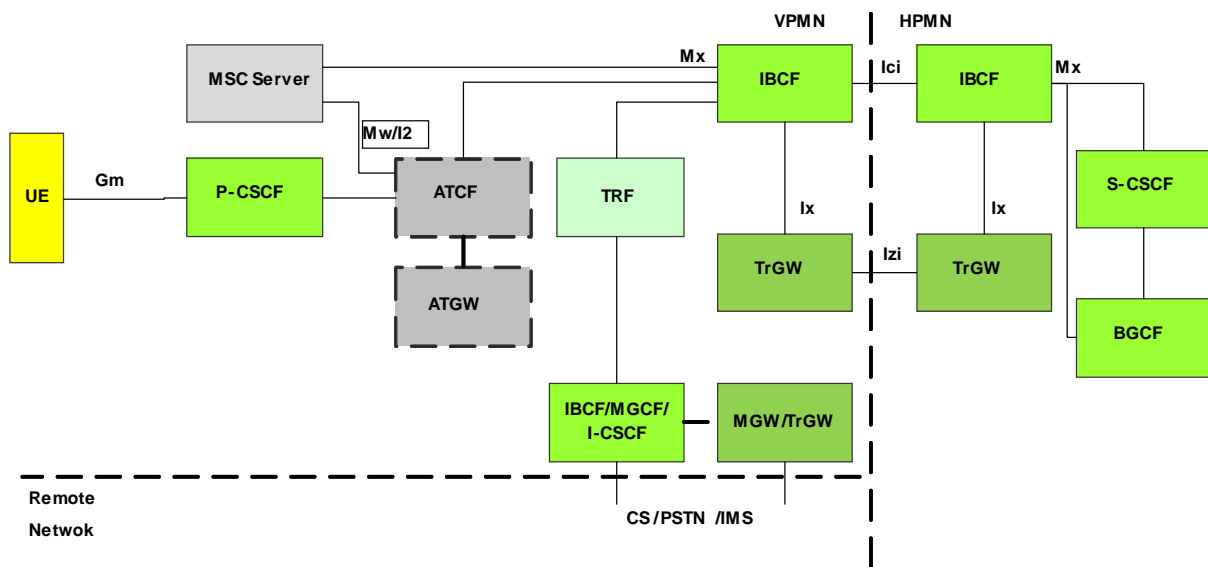 VPMN
HPMN
MSC Server
Mx
IBCF
Ici
IBCF
Mx
Mw/I2
UE
Gm
P-CSCF
ATCF
TRF
Ix
Ix
S-CSCF
ATGW
TrGW
Izi
TrGW
BGCF
IBCF/MGCF/
I-CSCF
MGW/TrGW
Remote
Netwok
CS/PSTN /IMS